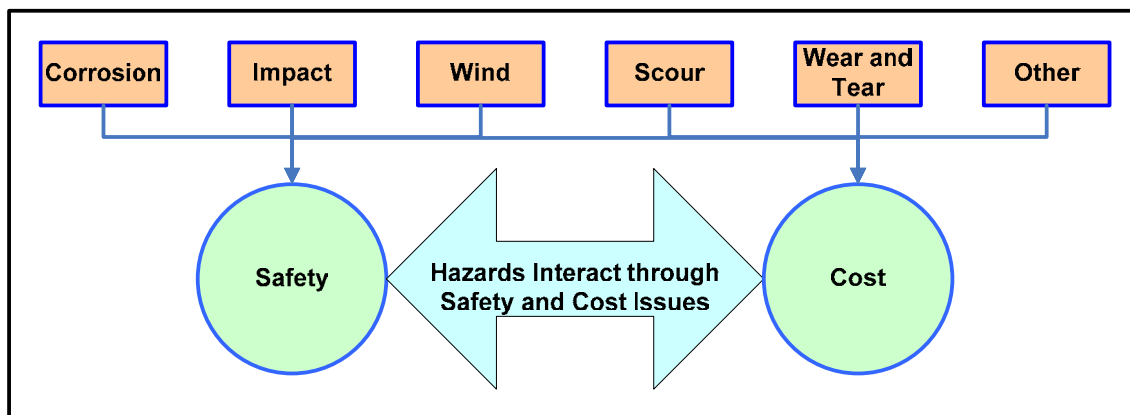 Corrosion
Impact
Wind
Scour
Wear and
Tear
Other
Safety
Hazards Interact through
Safety and Cost Issues
Cost